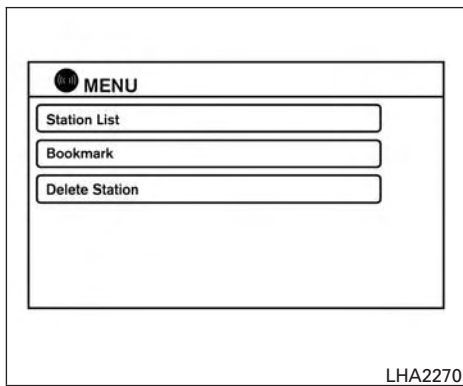 MENU
Station List
Bookmark
Delete Station
LHA2270